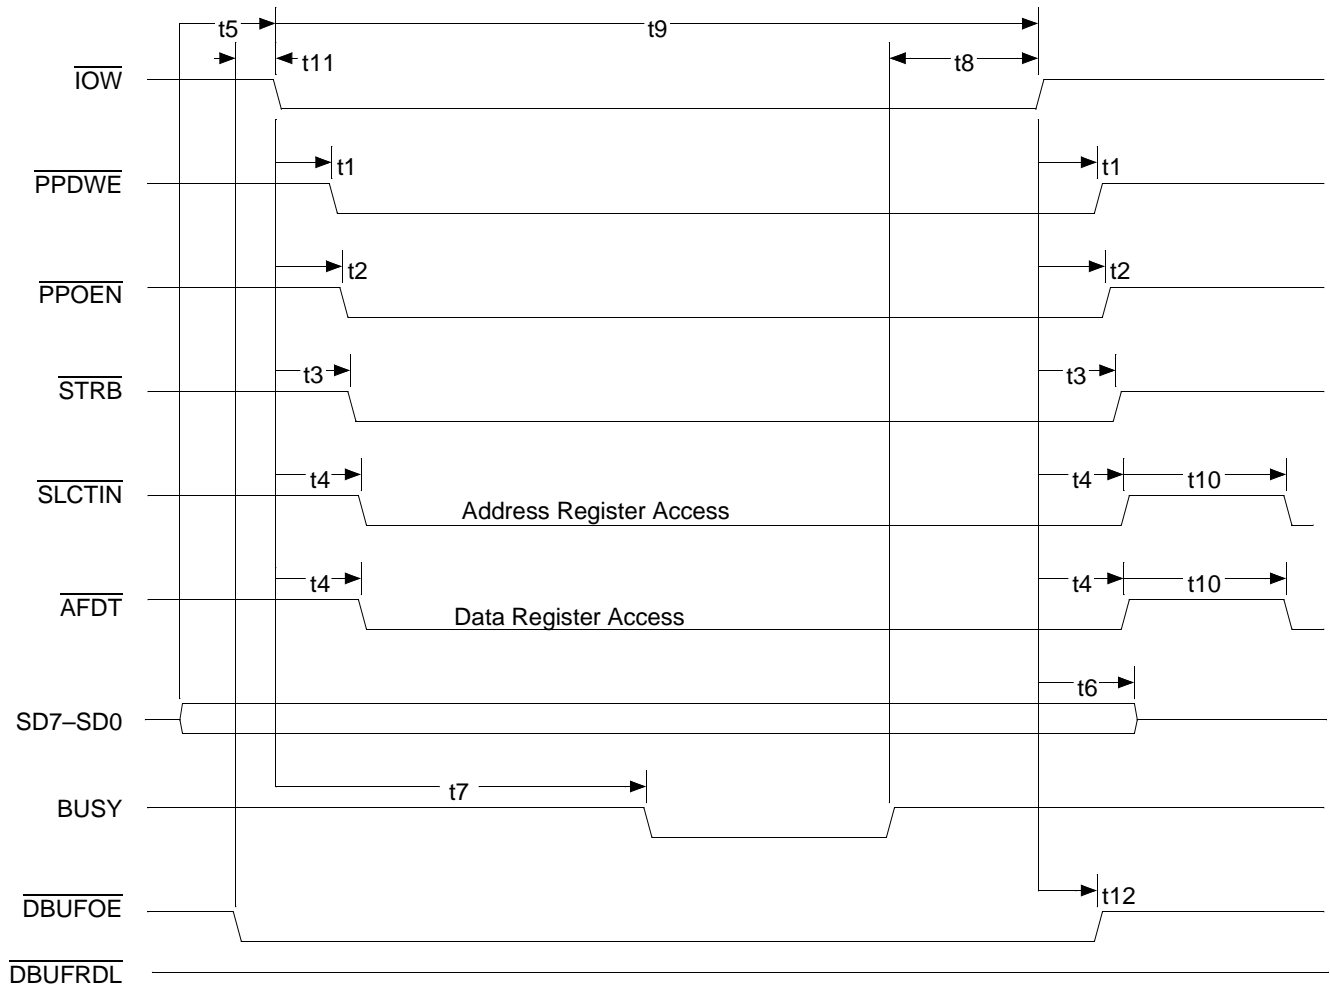 t5 t9
t11 t8
IOW
t1 t1
PPDWE
t2 t2
PPOEN
t3 t3
STRB
t4 t4 t10
SLCTIN
Address Register Access
t4 t4 t10
AFDT
Data Register Access
t6
SD7–SD0
t7
BUSY
t12
DBUFOE
DBUFRDL